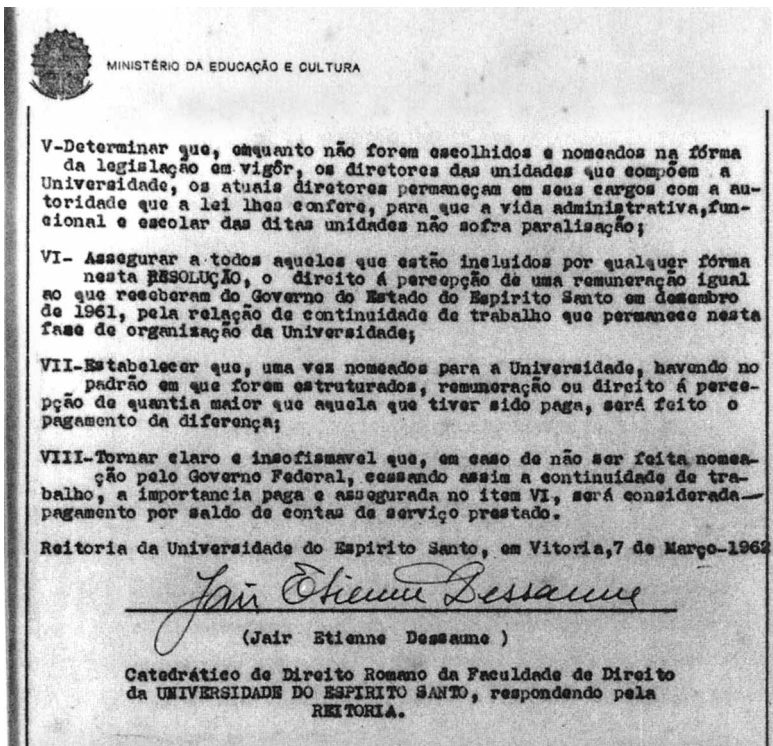 MINISTÉRIO DA EDUCAÇÃO E CULTURA
V-Determinar que, enquanto não forem escolhidos e nomeados na fórma
da legislação em vigôr, os diretores das unidades que compõem a
Universidade, os atuais diretores permaneçam em seus cargos com a au-
toridade que a lei lhes confere, para que a vida administrativa,fun-
cional e escolar das ditas unidades não sofra paralisação;
VI- Assegurar a todos aqueles que estão incluidos por qualquer fórma
nesta RESOLUÇÃO, o direito á percepção de uma remuneração igual
ao que receberam do Governo do Estado do Espirito Santo em desembro
de 1961, pela relação de continuidade de trabalho que permanece nesta
fase de organisação da Universidade;
VII-Estabelecer que, uma vez nomeados para a Universidade, havendo no
padrão em que forem estruturados, remuneração ou direito á perce-
pção de quantia maior que aquela que tiver sido paga, será feito o
pagamento da diferença;
VIII-Tornar claro e insofismavel que, em caso de não ser feita nomea-
ção pelo Governo Federal, cessando assim a continuidade de tra-
balho, a importancia paga e assegurada no item VI, será considerada—
pagamento por saldo de contas de serviço prestado.
Reitoria da Universidade do Espirito Santo, em Vitoria,7 de Março-1962
Jair Etienne Dessaune
(Jair Etienne Dessaune )
Catedrático de Direito Romano da Faculdade de Direito
da UNIVERSIDADE DO ESPIRITO SANTO, respondendo pela
REITORIA.